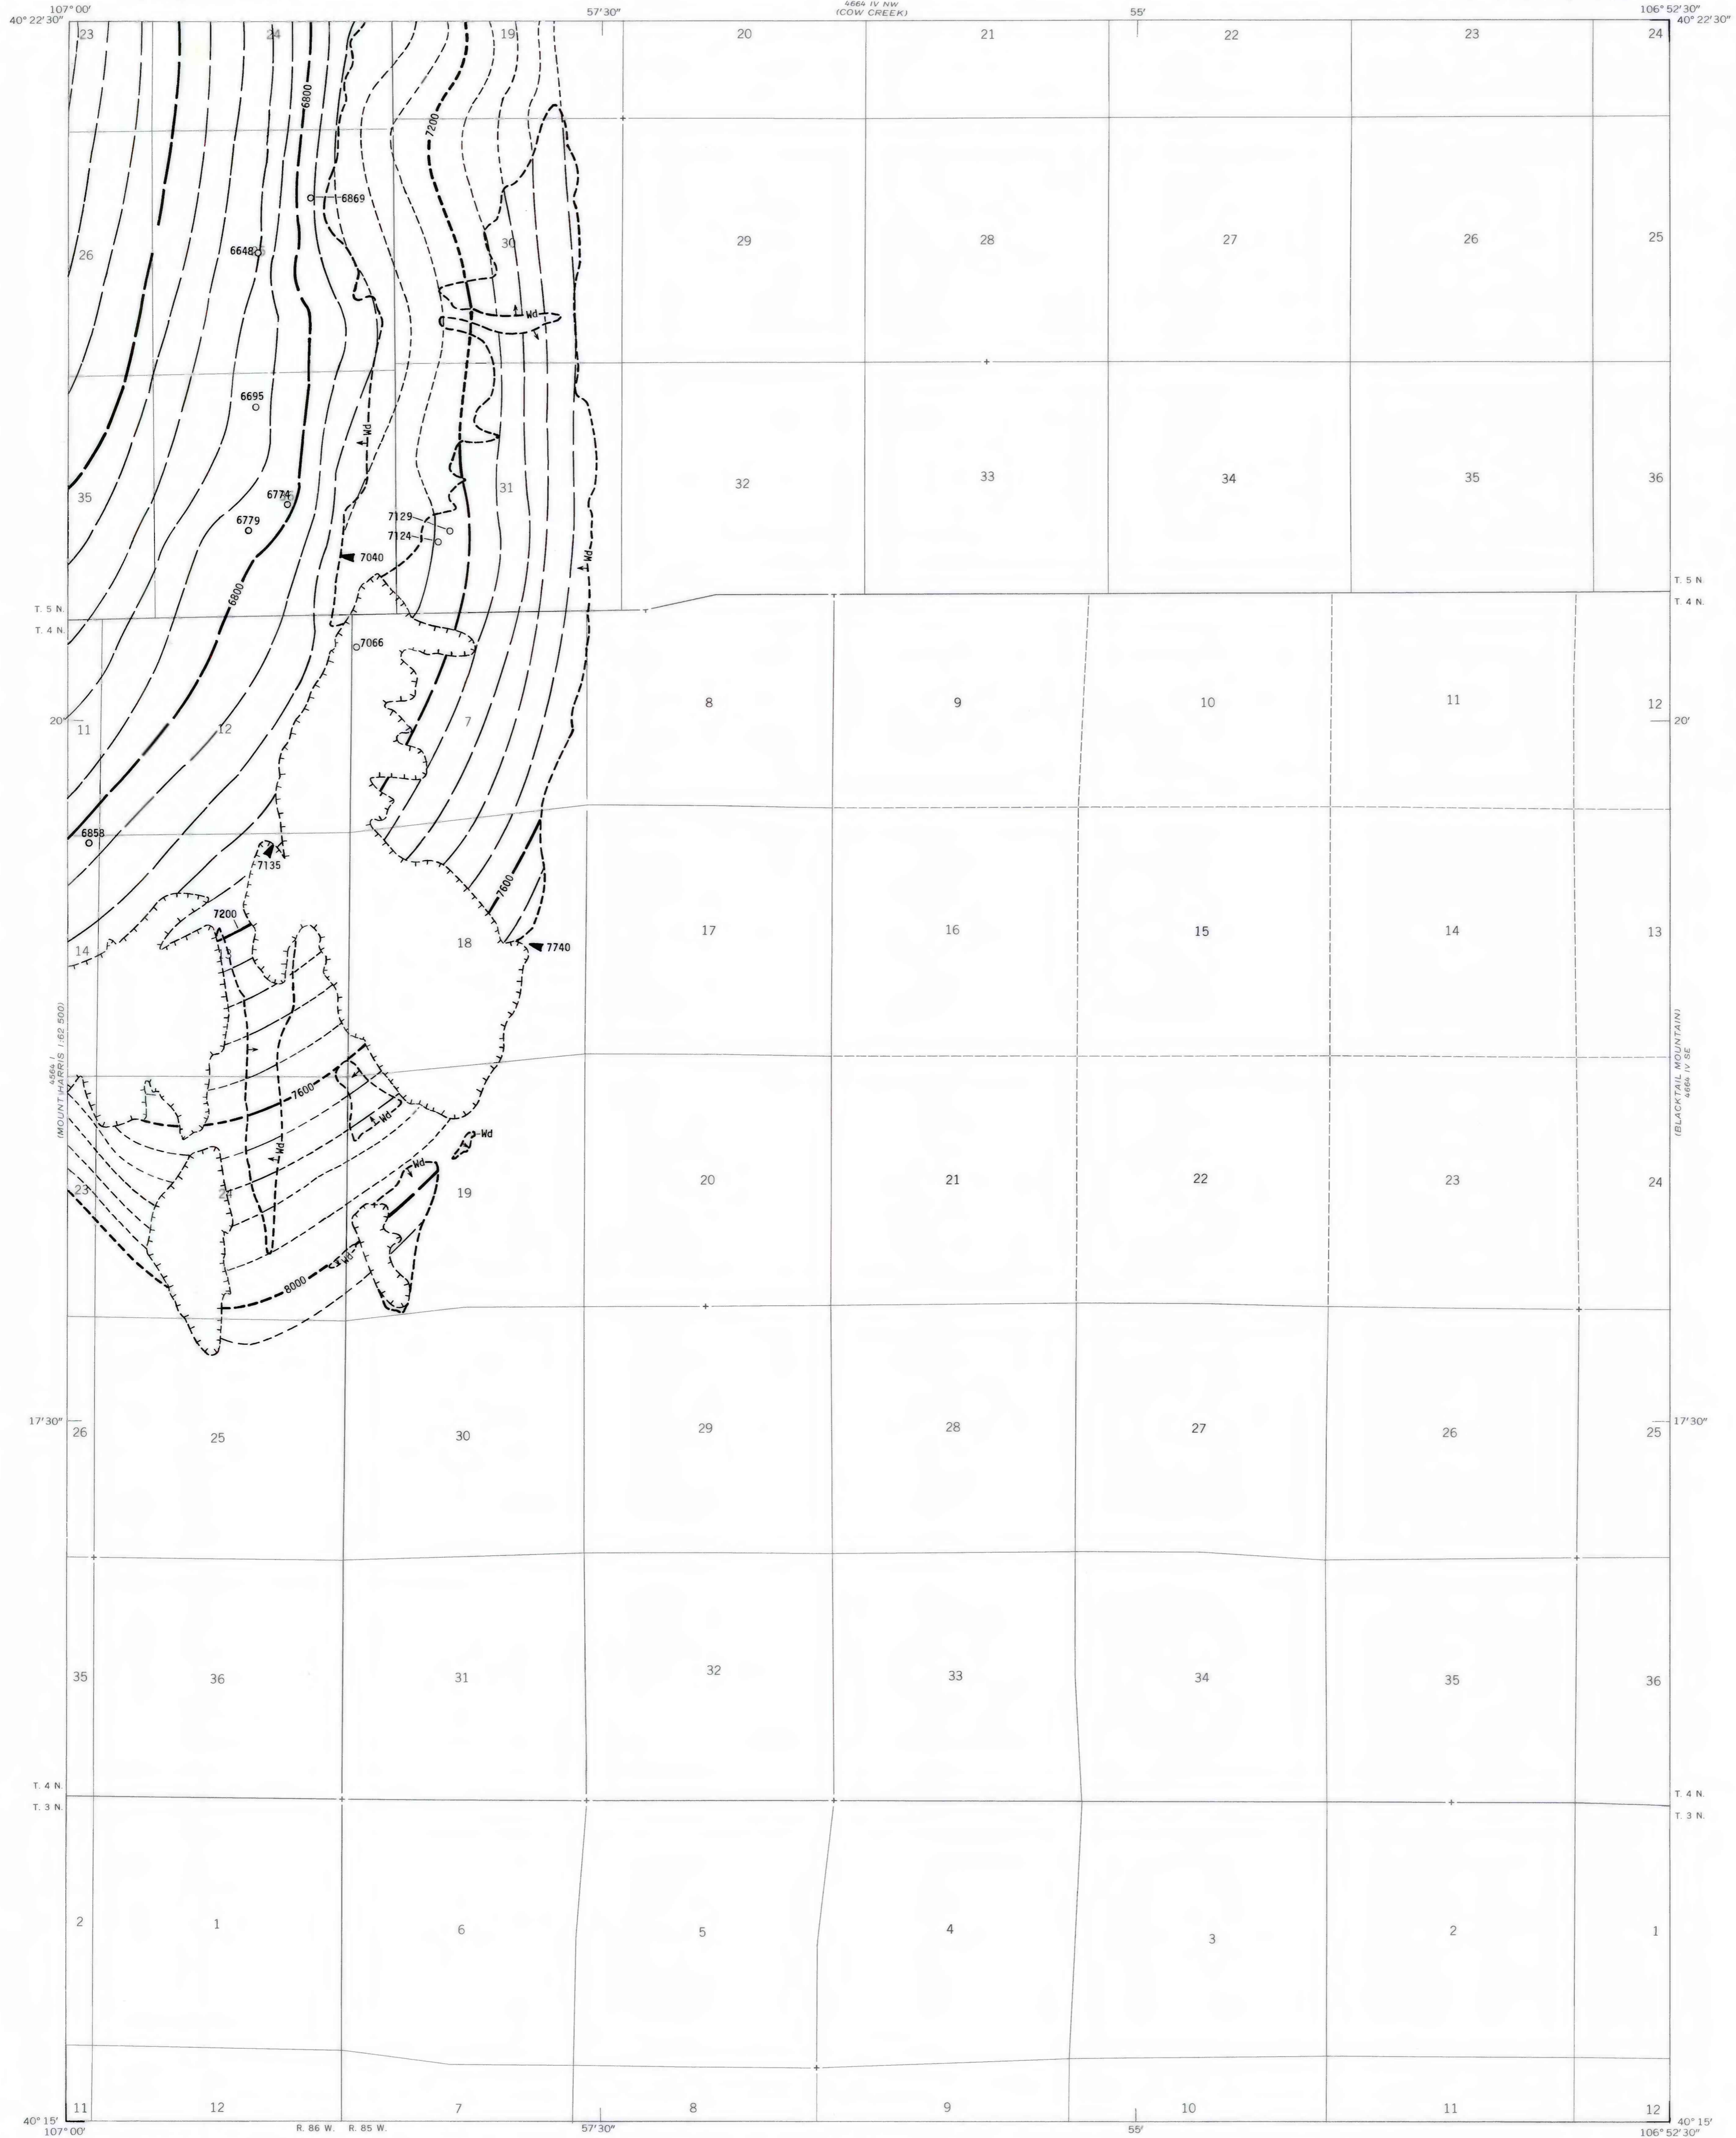 4664 IV NW
107° 00′ 57′30″ (COW CREEK) 55′ 106° 52′30″
40° 22′30″ 40° 22′30″
23 24 19 20 21 22 23 24
6800
7200
6869
26 6648 30 29 28 27 26 25
Wd
6695
Wd
35 6774 36 31 32 33 34 35 36
6779 7129
7124
7040
Wd
6800
T. 5 N. T. 5 N.
T. 4 N. T. 4 N.
7066
20′ 11 12 7 8 9 10 11 12 20′
6858
7135
7600
7200
14 18 7740 17 16 15 14 13
4564 I
(MOUNT HARRIS 1:62 500)
(BLACKTAIL MOUNTAIN)
4664 IV SE
7600
Wd
Wd
Wd
Wd
23 24 19 20 21 22 23 24
Wd
8000
17′30″ 17′30″
26 25 30 29 28 27 26 25
35 36 31 32 33 34 35 36
T. 4 N. T. 4 N.
T. 3 N. T. 3 N.
2 1 6 5 4 3 2 1
11 12 7 8 9 10 11 12
40° 15′ 40° 15′
107° 00′ R. 86 W. R. 85 W. 57′30″ 55′ 106° 52′30″